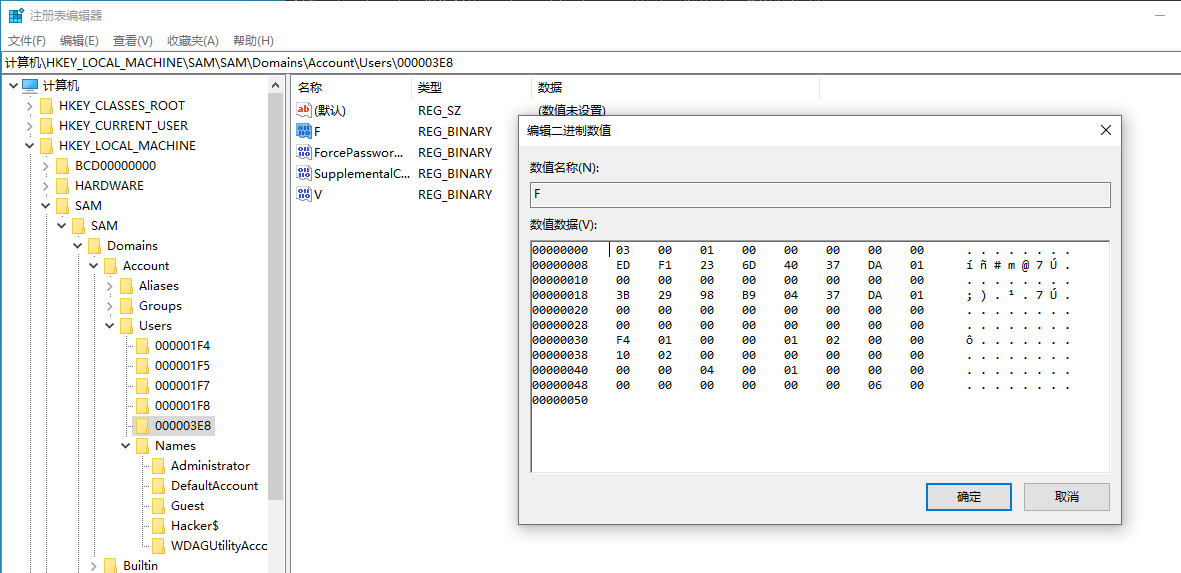 注册表编辑器
文件(F) 编辑(E) 查看(V) 收藏夹(A) 帮助(H)
计算机\HKEY_LOCAL_MACHINE\SAM\SAM\Domains\Account\Users\000003E8
计算机
HKEY_CLASSES_ROOT
HKEY_CURRENT_USER
HKEY_LOCAL_MACHINE
BCD00000000
HARDWARE
SAM
SAM
Domains
Account
Aliases
Groups
Users
000001F4
000001F5
000001F7
000001F8
000003E8
Names
Administrator
DefaultAccount
Guest
Hacker$
WDAGUtilityAcco
Builtin
名称 类型 数据
(默认) REG_SZ (数值未设置)
F REG_BINARY
ForcePasswor... REG_BINARY
SupplementalC... REG_BINARY
V REG_BINARY
编辑二进制数值
数值名称(N):
F
数值数据(V):
00000000 03 00 01 00 00 00 00 00 . . . . . . . .
00000008 ED F1 23 6D 40 37 DA 01 í ñ # m @ 7 Ú .
00000010 00 00 00 00 00 00 00 00 . . . . . . . .
00000018 3B 29 98 B9 04 37 DA 01 ; ) . ¹ . 7 Ú .
00000020 00 00 00 00 00 00 00 00 . . . . . . . .
00000028 00 00 00 00 00 00 00 00 . . . . . . . .
00000030 F4 01 00 00 01 02 00 00 ô . . . . . . .
00000038 10 02 00 00 00 00 00 00 . . . . . . . .
00000040 00 00 04 00 01 00 00 00 . . . . . . . .
00000048 00 00 00 00 00 00 06 00 . . . . . . . .
00000050
确定 取消